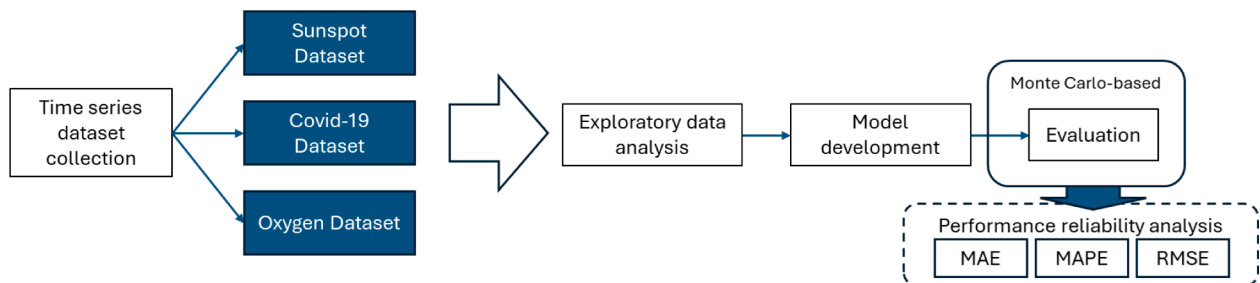 Time series
dataset
collection
Sunspot
Dataset
Covid-19
Dataset
Oxygen Dataset
Exploratory data
analysis
Model
development
Monte Carlo-based
Evaluation
Performance reliability analysis
MAE
MAPE
RMSE